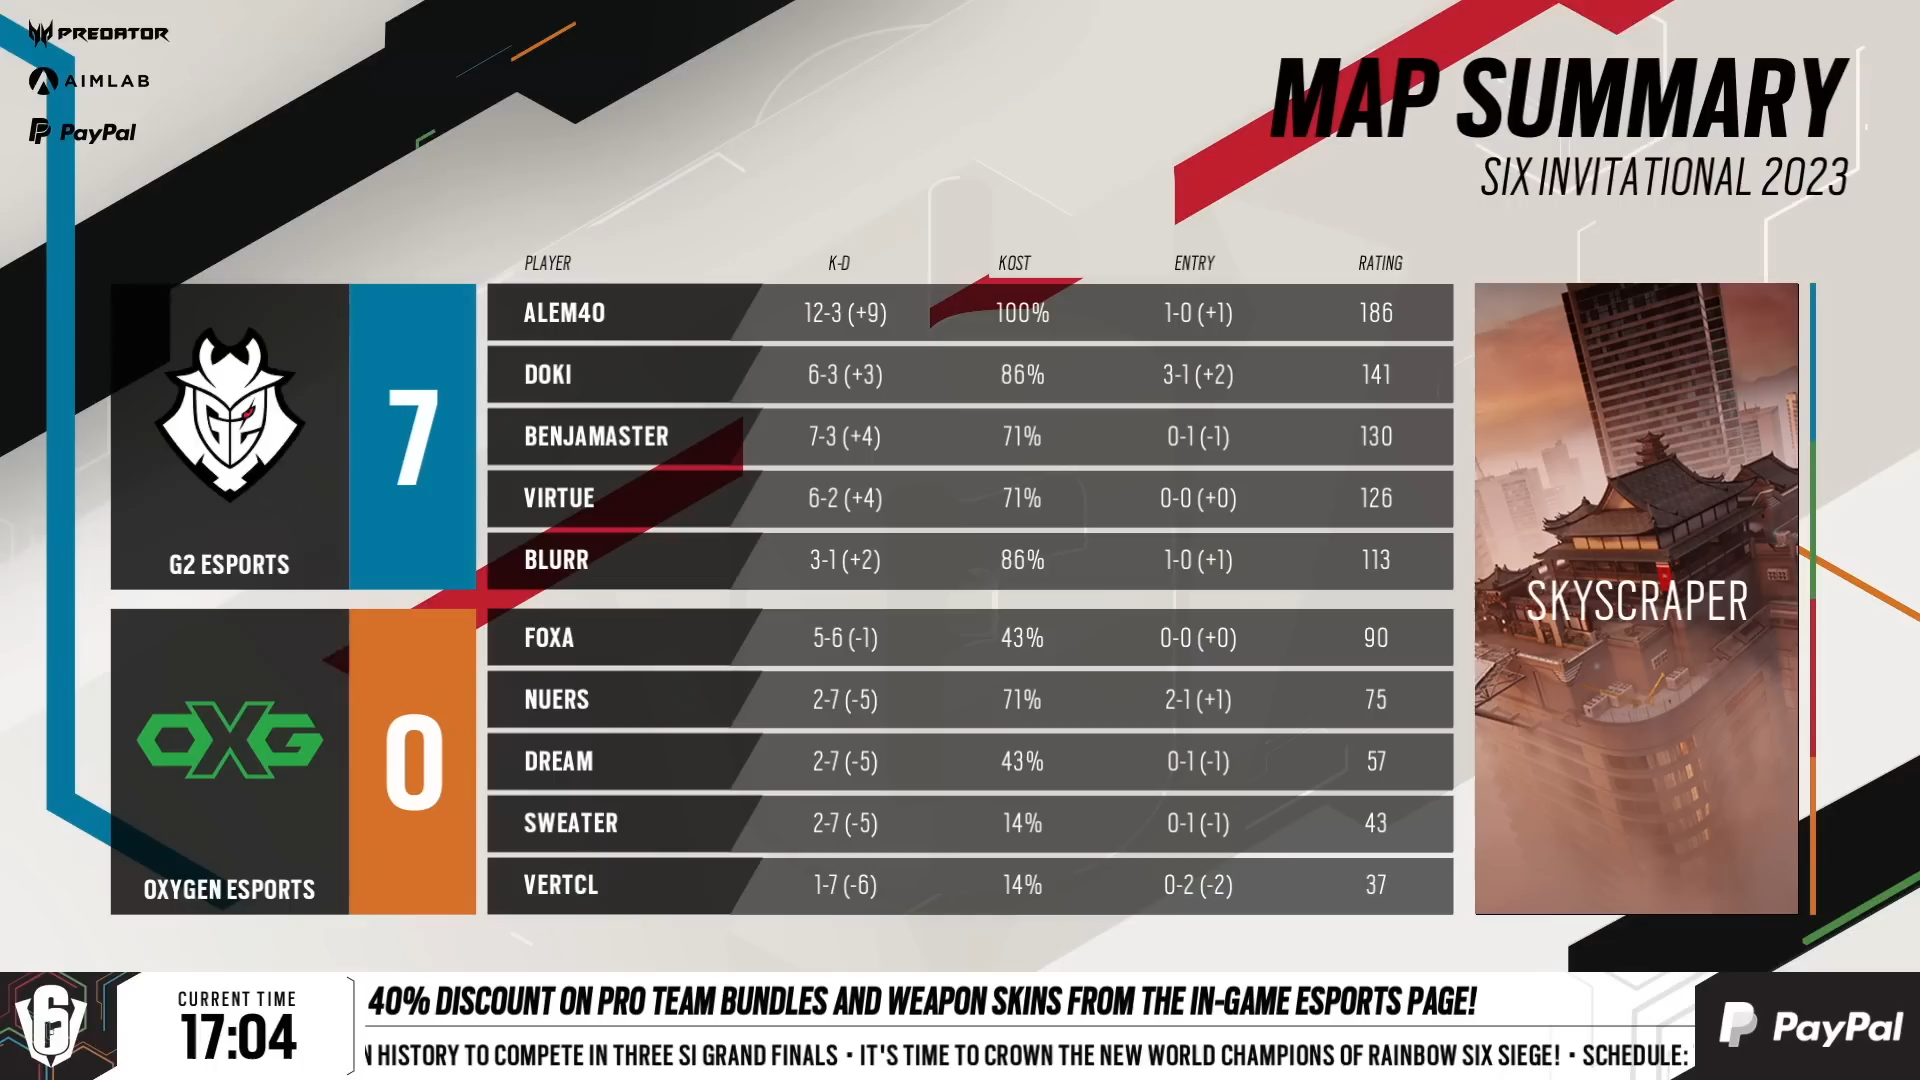 PREDATOR
AIMLAB
PayPal
MAP SUMMARY
SIX INVITATIONAL 2023
PLAYER K-D KOST ENTRY RATING
ALEM4O 12-3 (+9) 100% 1-0 (+1) 186
DOKI 6-3 (+3) 86% 3-1 (+2) 141
BENJAMASTER 7-3 (+4) 71% 0-1 (-1) 130
VIRTUE 6-2 (+4) 71% 0-0 (+0) 126
BLURR 3-1 (+2) 86% 1-0 (+1) 113
G2 ESPORTS
7
FOXA 5-6 (-1) 43% 0-0 (+0) 90
NUERS 2-7 (-5) 71% 2-1 (+1) 75
DREAM 2-7 (-5) 43% 0-1 (-1) 57
SWEATER 2-7 (-5) 14% 0-1 (-1) 43
VERTCL 1-7 (-6) 14% 0-2 (-2) 37
OXG
OXYGEN ESPORTS
0
SKYSCRAPER
6
CURRENT TIME
17:04
40% DISCOUNT ON PRO TEAM BUNDLES AND WEAPON SKINS FROM THE IN-GAME ESPORTS PAGE!
N HISTORY TO COMPETE IN THREE SI GRAND FINALS · IT'S TIME TO CROWN THE NEW WORLD CHAMPIONS OF RAINBOW SIX SIEGE! · SCHEDULE:
PayPal